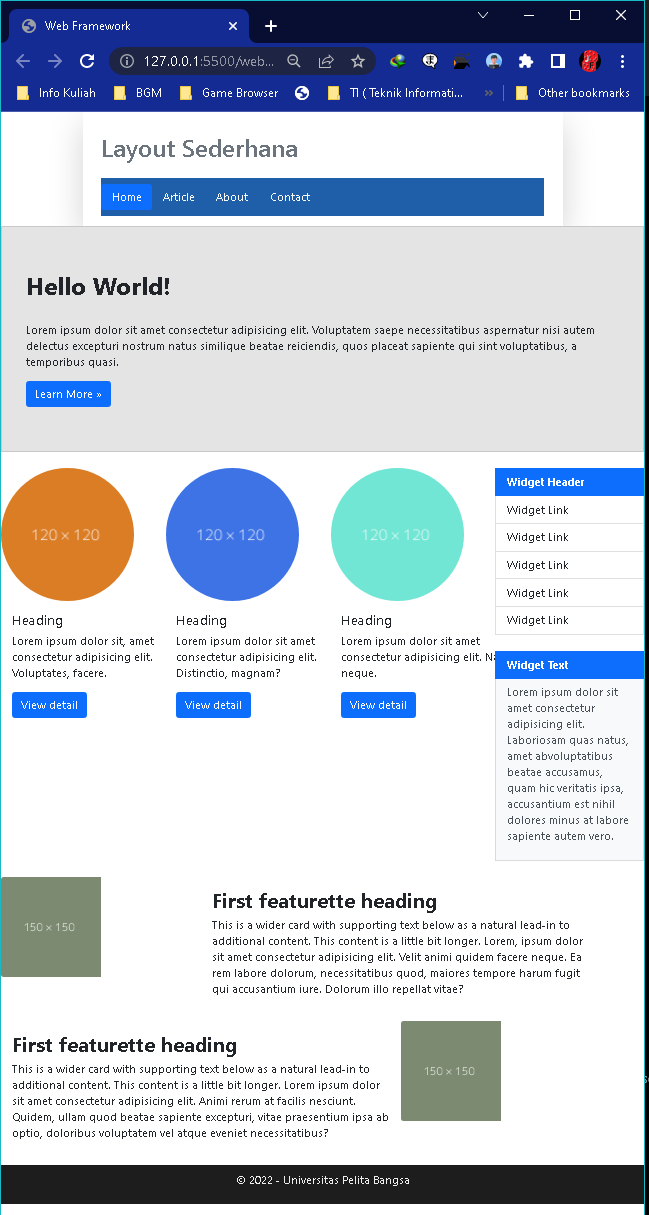 Web Framework
127.0.0.1:5500/web...
Info Kuliah
BGM
Game Browser
TI ( Teknik Informati...
»
Other bookmarks
Layout Sederhana
Home
Article
About
Contact
Hello World!
Lorem ipsum dolor sit amet consectetur adipisicing elit. Voluptatem saepe necessitatibus aspernatur nisi autem
delectus excepturi nostrum natus similique beatae reiciendis, quos placeat sapiente qui sint voluptatibus, a
temporibus quasi.
Learn More »
120 × 120
Heading
Lorem ipsum dolor sit, amet
consectetur adipisicing elit.
Voluptates, facere.
View detail
120 × 120
Heading
Lorem ipsum dolor sit amet
consectetur adipisicing elit.
Distinctio, magnam?
View detail
120 × 120
Heading
Lorem ipsum dolor sit amet
consectetur adipisicing elit.
neque.
View detail
Widget Header
Widget Link
Widget Link
Widget Link
Widget Link
Widget Link
Widget Text
Lorem ipsum dolor sit
amet consectetur
adipisicing elit.
Laboriosam quas natus,
amet abvoluptatibus
beatae accusamus,
quam hic veritatis ipsa,
accusantium est nihil
dolores minus at labore
sapiente autem vero.
150 × 150
First featurette heading
This is a wider card with supporting text below as a natural lead-in to
additional content. This content is a little bit longer. Lorem, ipsum dolor
sit amet consectetur adipisicing elit. Velit animi quidem facere neque. Ea
rem labore dolorum, necessitatibus quod, maiores tempore harum fugit
qui accusantium iure. Dolorum illo repellat vitae?
First featurette heading
This is a wider card with supporting text below as a natural lead-in to
additional content. This content is a little bit longer. Lorem ipsum dolor
sit amet consectetur adipisicing elit. Animi rerum at facilis nesciunt.
Quidem, ullam quod beatae sapiente excepturi, vitae praesentium ipsa ab
optio, doloribus voluptatem vel atque eveniet necessitatibus?
150 × 150
© 2022 - Universitas Pelita Bangsa